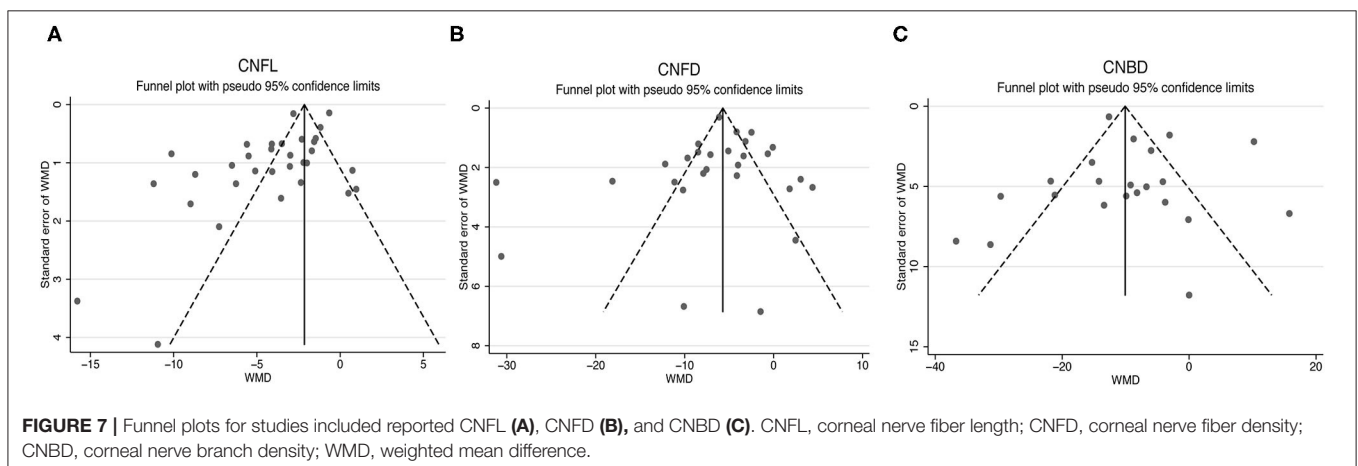 A
CNFL
Funnel plot with pseudo 95% confidence limits
Standard error of WMD
0
1
2
3
4
−15
−10
−5
0
5
WMD
B
CNFD
Funnel plot with pseudo 95% confidence limits
Standard error of WMD
0
2
4
6
8
−30
−20
−10
0
10
WMD
C
CNBD
Funnel plot with pseudo 95% confidence limits
Standard error of WMD
0
5
10
15
−40
−20
0
20
WMD
FIGURE 7 | Funnel plots for studies included reported CNFL (A), CNFD (B), and CNBD (C). CNFL, corneal nerve fiber length; CNFD, corneal nerve fiber density;
CNBD, corneal nerve branch density; WMD, weighted mean difference.